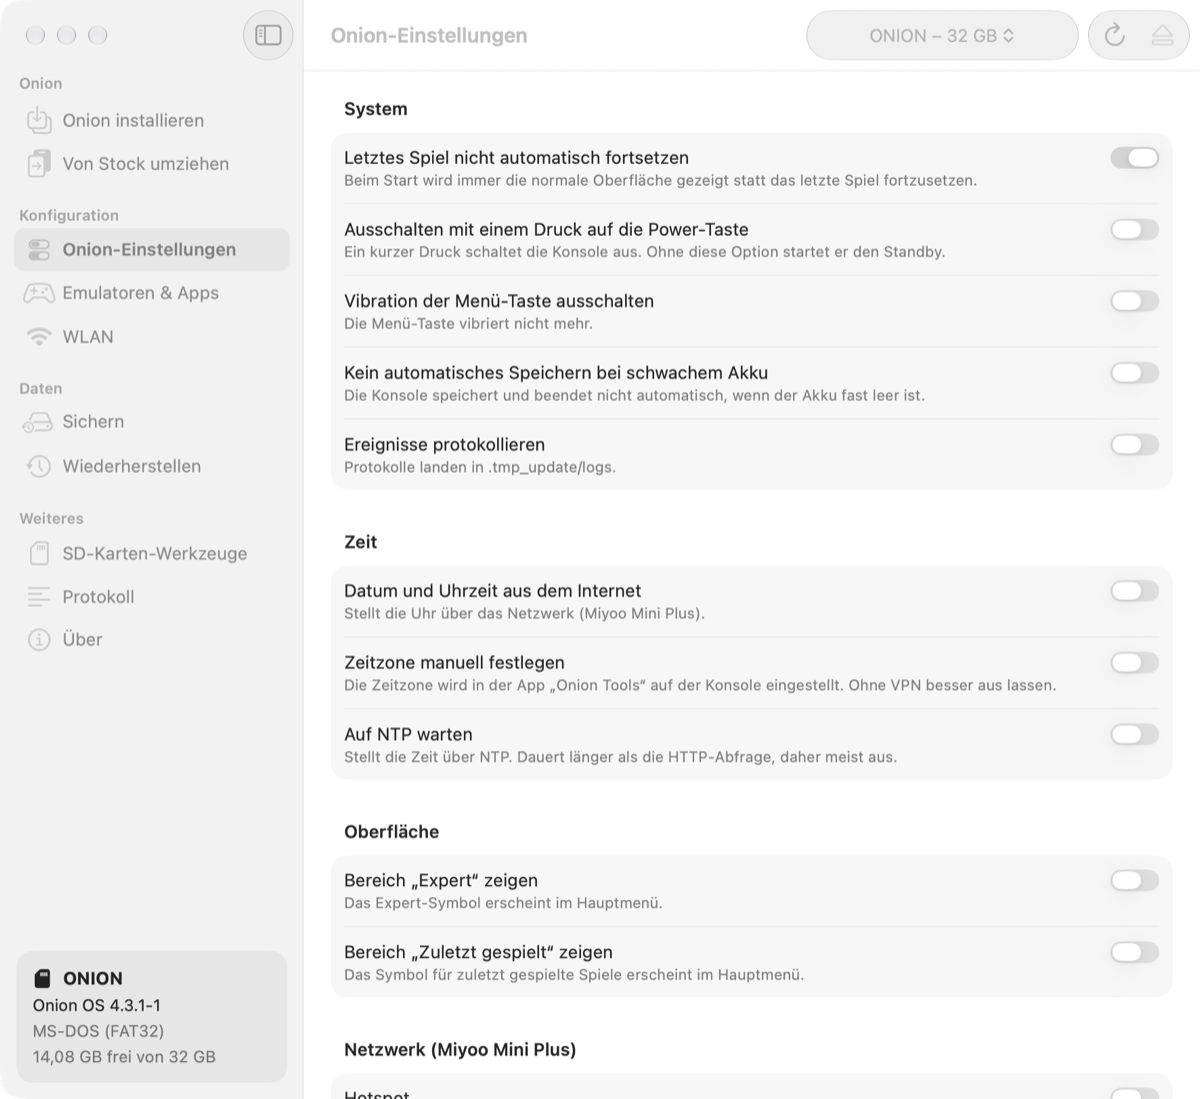 Onion-Einstellungen
ONION – 32 GB
Onion
Onion installieren
Von Stock umziehen
Konfiguration
Onion-Einstellungen
Emulatoren & Apps
WLAN
Daten
Sichern
Wiederherstellen
Weiteres
SD-Karten-Werkzeuge
Protokoll
Über
ONION
Onion OS 4.3.1-1
MS-DOS (FAT32)
14,08 GB frei von 32 GB
System
Letztes Spiel nicht automatisch fortsetzen
Beim Start wird immer die normale Oberfläche gezeigt statt das letzte Spiel fortzusetzen.
Ausschalten mit einem Druck auf die Power-Taste
Ein kurzer Druck schaltet die Konsole aus. Ohne diese Option startet er den Standby.
Vibration der Menü-Taste ausschalten
Die Menü-Taste vibriert nicht mehr.
Kein automatisches Speichern bei schwachem Akku
Die Konsole speichert und beendet nicht automatisch, wenn der Akku fast leer ist.
Ereignisse protokollieren
Protokolle landen in .tmp_update/logs.
Zeit
Datum und Uhrzeit aus dem Internet
Stellt die Uhr über das Netzwerk (Miyoo Mini Plus).
Zeitzone manuell festlegen
Die Zeitzone wird in der App „Onion Tools“ auf der Konsole eingestellt. Ohne VPN besser aus lassen.
Auf NTP warten
Stellt die Zeit über NTP. Dauert länger als die HTTP-Abfrage, daher meist aus.
Oberfläche
Bereich „Expert“ zeigen
Das Expert-Symbol erscheint im Hauptmenü.
Bereich „Zuletzt gespielt“ zeigen
Das Symbol für zuletzt gespielte Spiele erscheint im Hauptmenü.
Netzwerk (Miyoo Mini Plus)
Hotspot